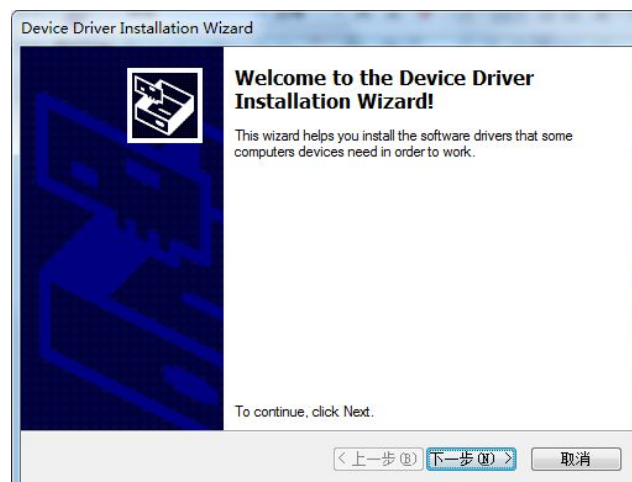 Device Driver Installation Wizard
Welcome to the Device Driver
Installation Wizard!
This wizard helps you install the software drivers that some
computers devices need in order to work.
To continue, click Next.
< 上一步(B) 下一步(N) > 取消